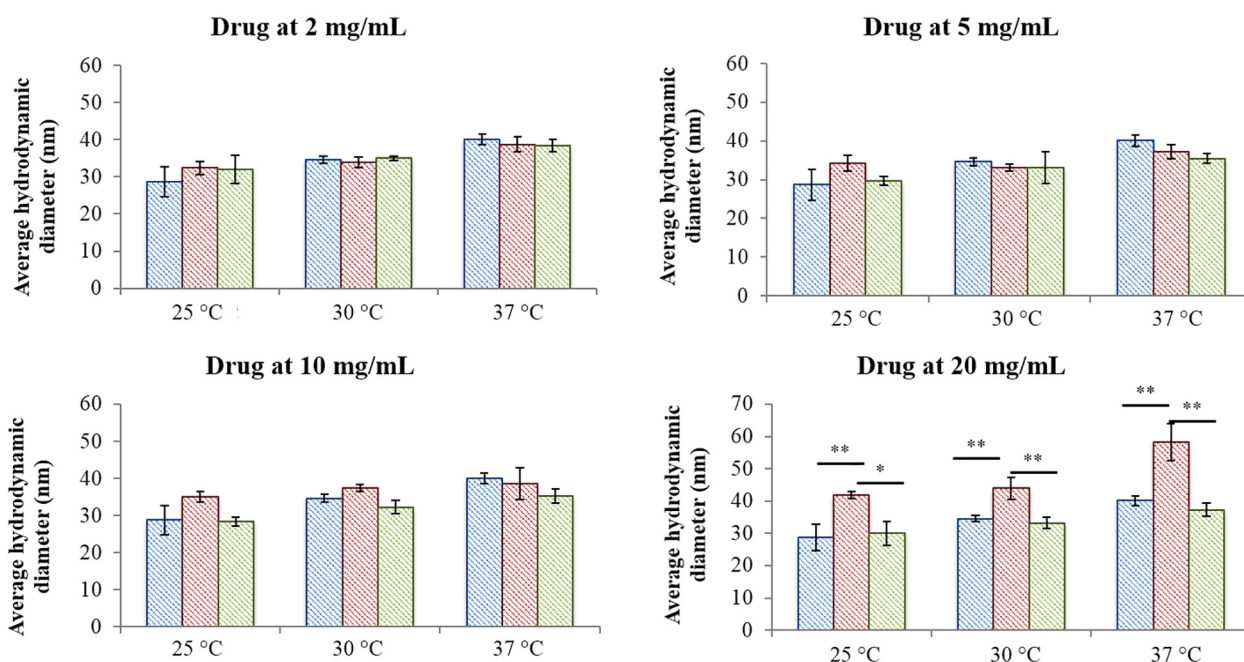 Drug at 2 mg/mL
Average hydrodynamic
diameter (nm)
60
50
40
30
20
10
0
25 °C
30 °C
37 °C
Drug at 5 mg/mL
Average hydrodynamic
diameter (nm)
60
50
40
30
20
10
0
25 °C
30 °C
37 °C
Drug at 10 mg/mL
Average hydrodynamic
diameter (nm)
60
50
40
30
20
10
0
25 °C
30 °C
37 °C
Drug at 20 mg/mL
Average hydrodynamic
diameter (nm)
70
60
50
40
30
20
10
0
**
*
**
**
**
**
25 °C
30 °C
37 °C